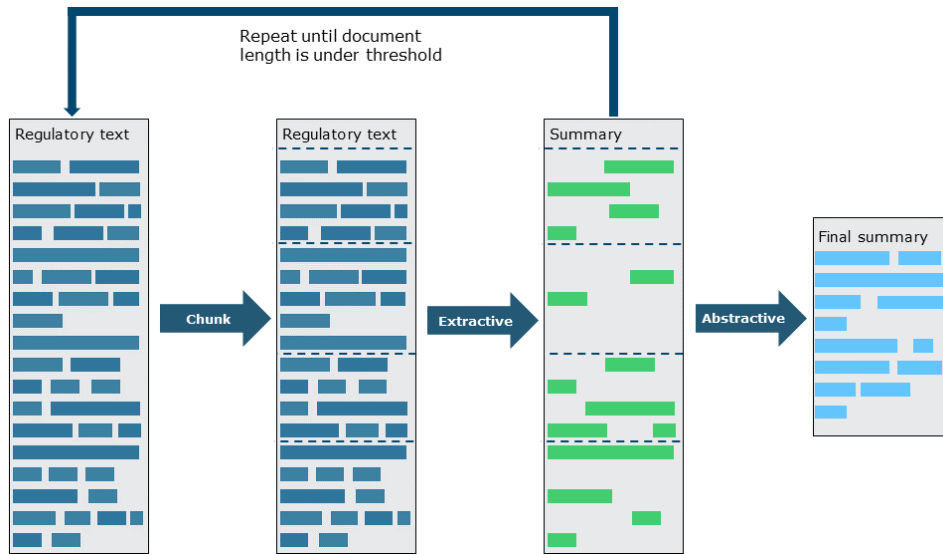 Repeat until document
length is under threshold
Regulatory text
Regulatory text
Summary
Final summary
Chunk
Extractive
Abstractive